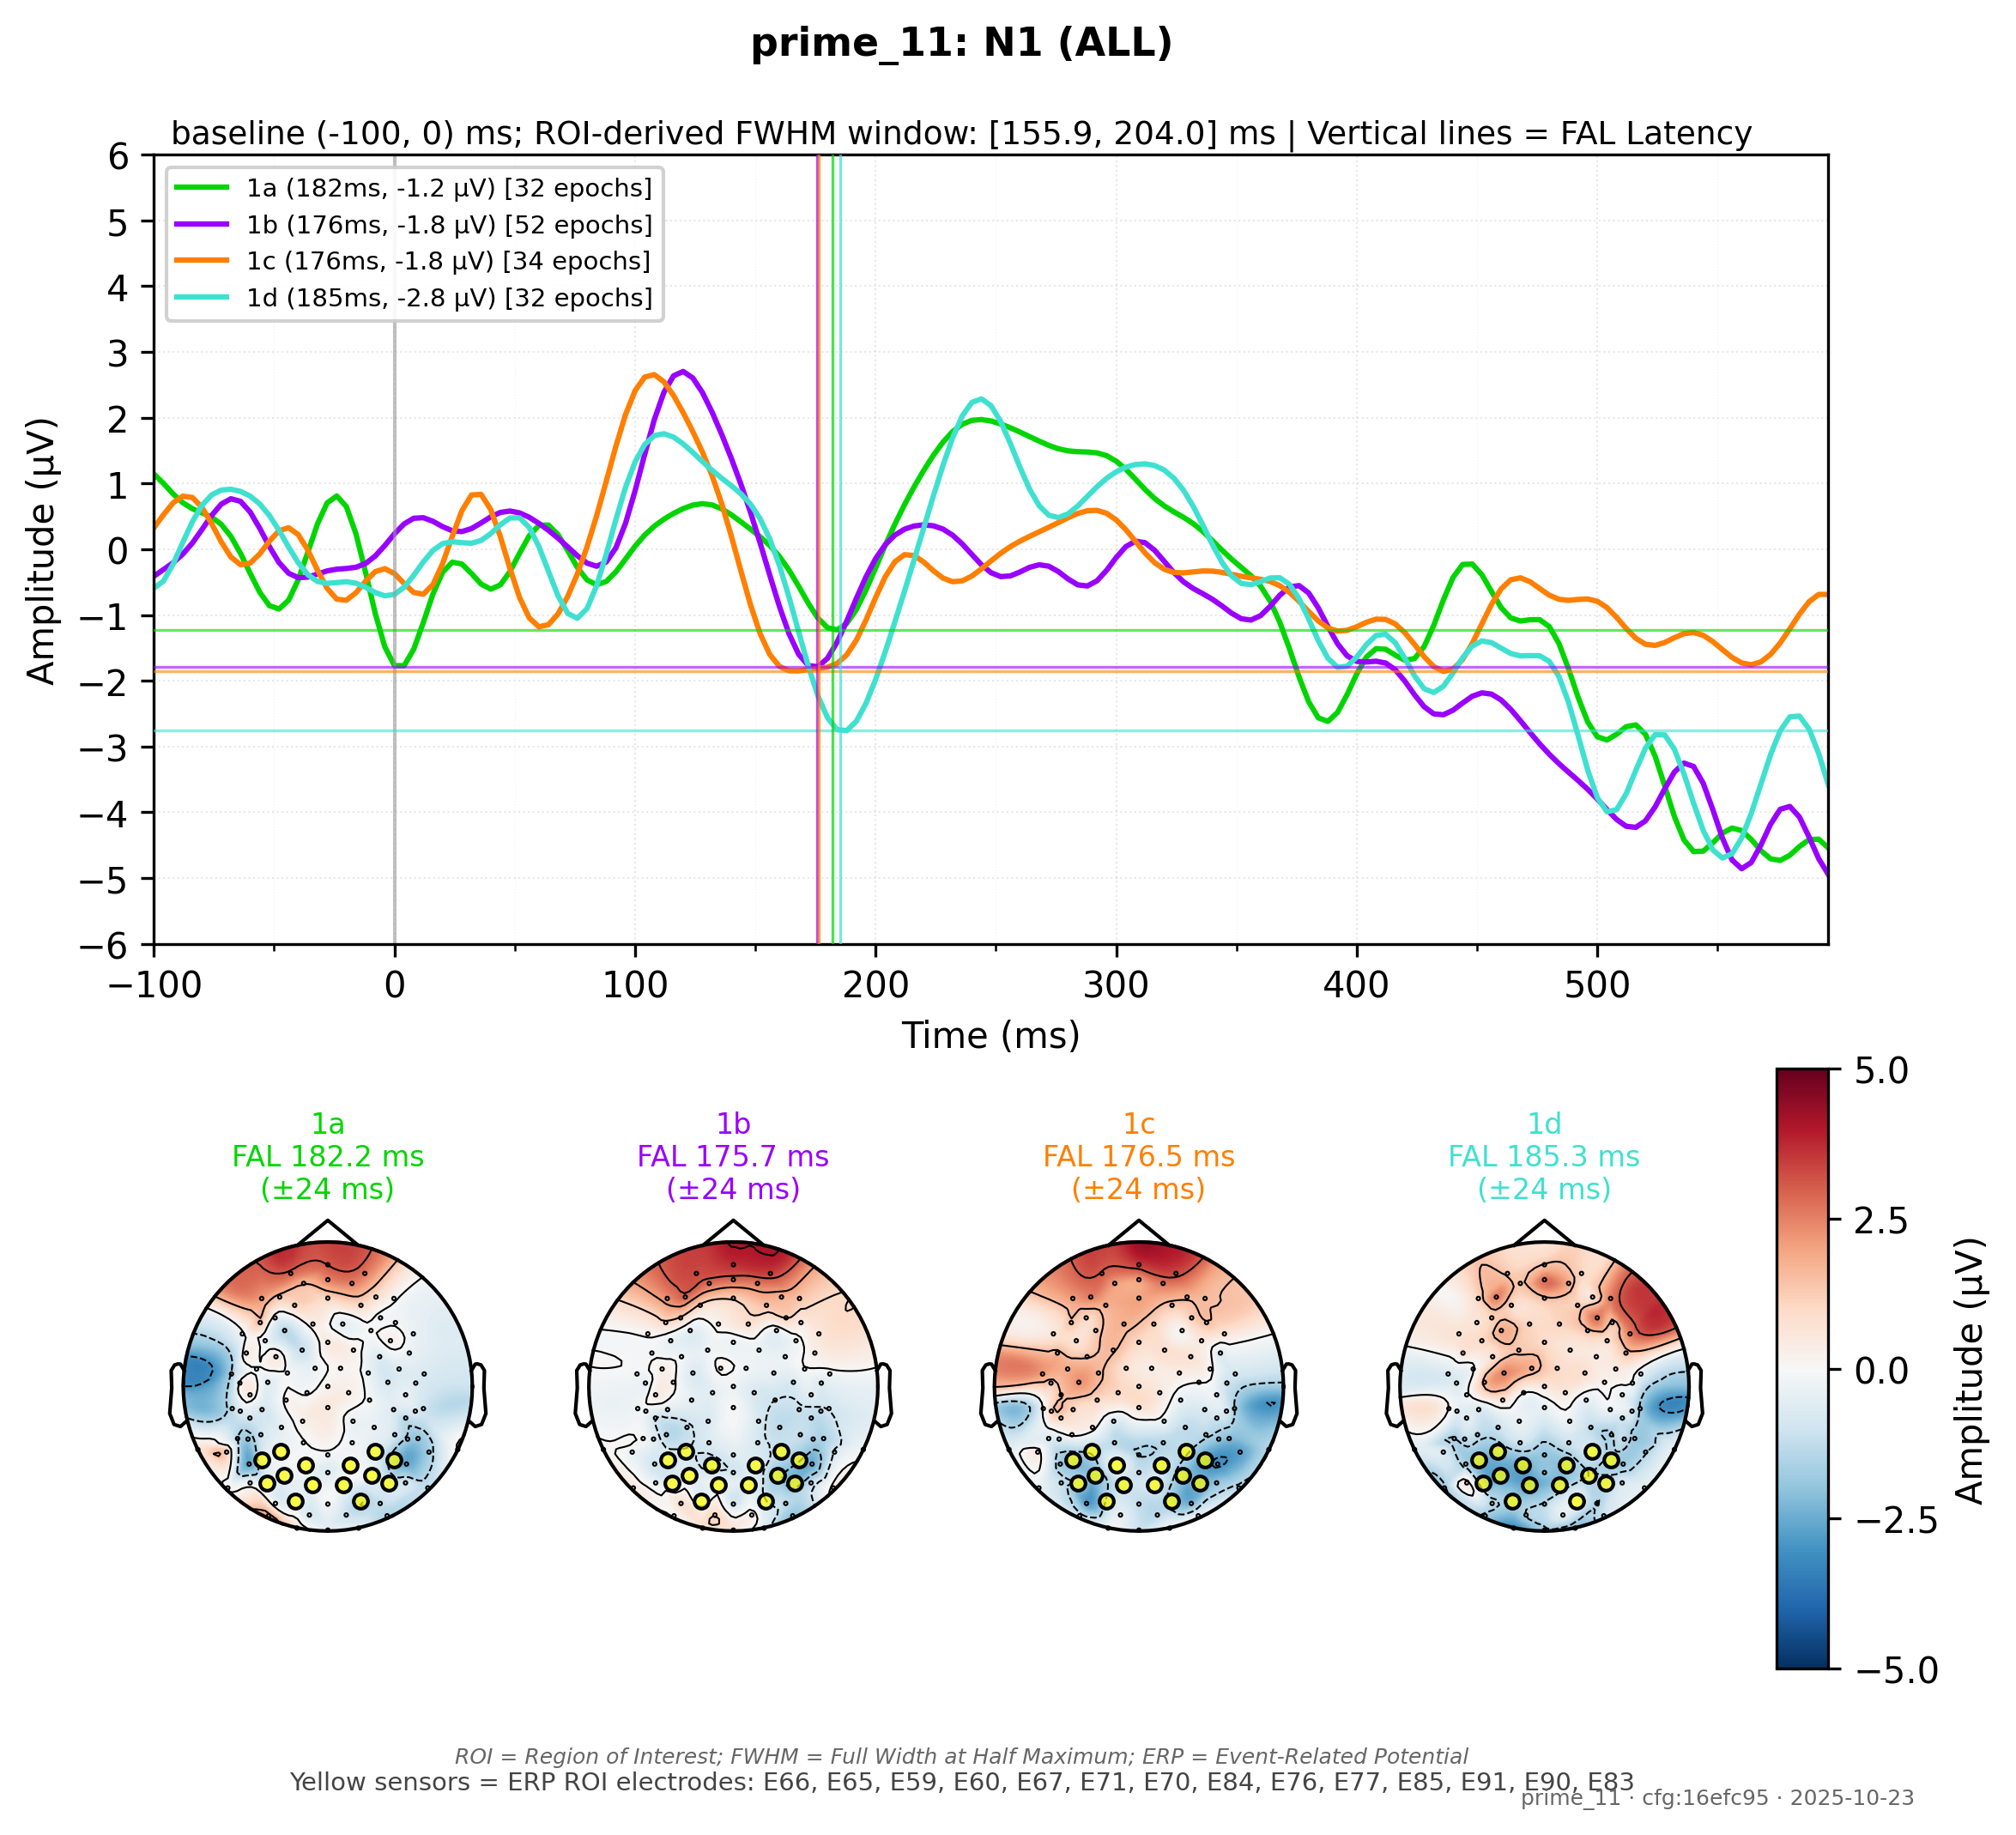 prime_11: N1 (ALL)
baseline (-100, 0) ms; ROI-derived FWHM window: [155.9, 204.0] ms | Vertical lines = FAL Latency
1a (182ms, -1.2 µV) [32 epochs]
1b (176ms, -1.8 µV) [52 epochs]
1c (176ms, -1.8 µV) [34 epochs]
1d (185ms, -2.8 µV) [32 epochs]
Amplitude (µV)
6
5
4
3
2
1
0
−1
−2
−3
−4
−5
−6
−100
0
100
200
300
400
500
Time (ms)
1a
FAL 182.2 ms
(±24 ms)
1b
FAL 175.7 ms
(±24 ms)
1c
FAL 176.5 ms
(±24 ms)
1d
FAL 185.3 ms
(±24 ms)
5.0
2.5
0.0
−2.5
−5.0
Amplitude (µV)
ROI = Region of Interest; FWHM = Full Width at Half Maximum; ERP = Event-Related Potential
Yellow sensors = ERP ROI electrodes: E66, E65, E59, E60, E67, E71, E70, E84, E76, E77, E85, E91, E90, E83
prime_11 · cfg:16efc95 · 2025-10-23